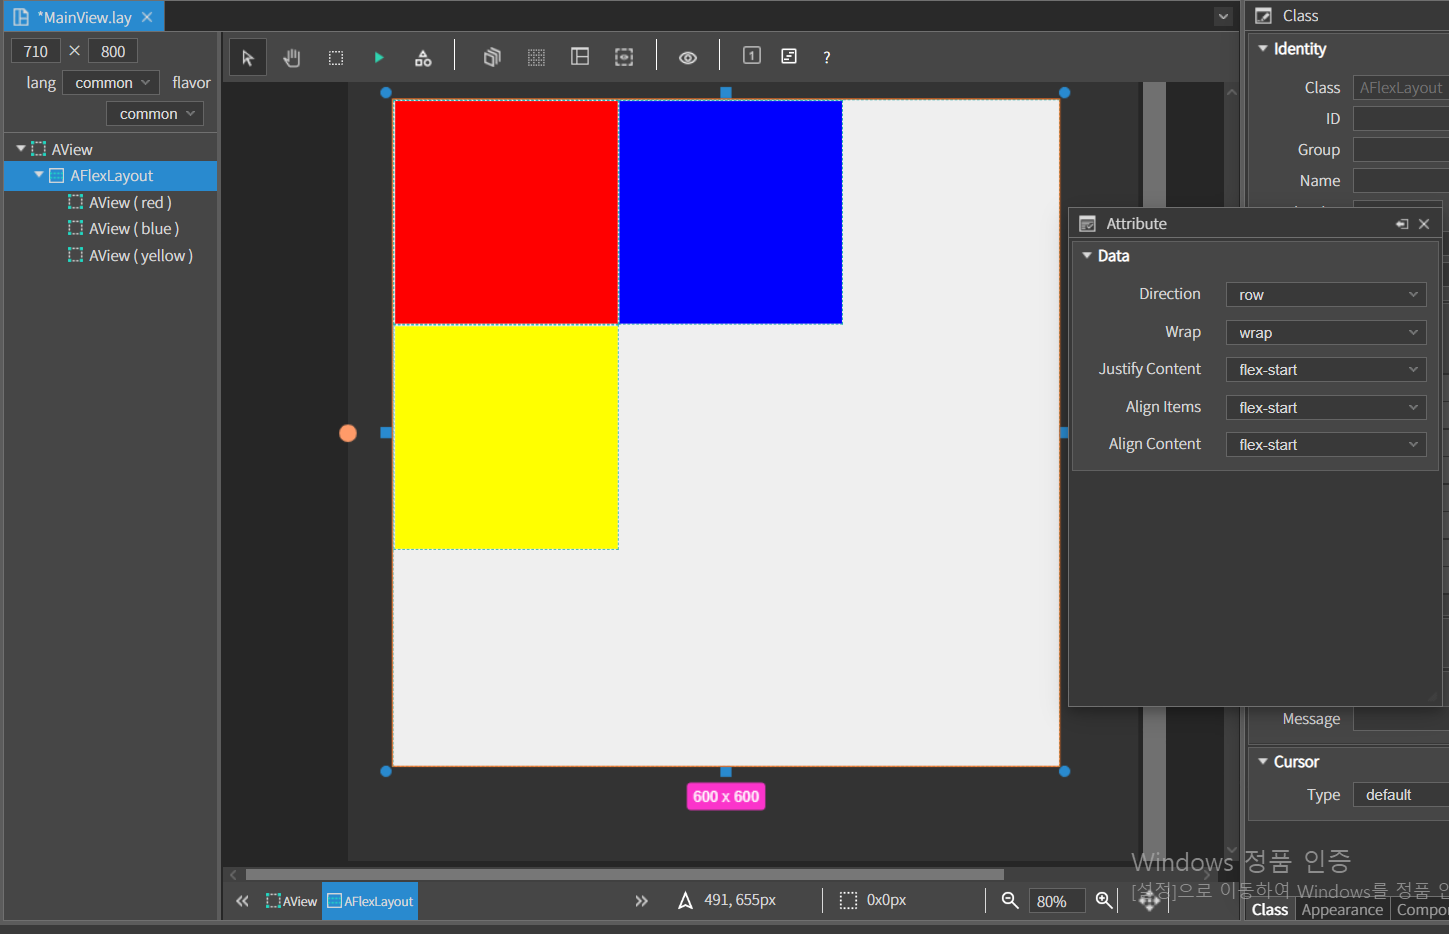 *MainView.lay
710 × 800
lang common flavor
common
AView
AFlexLayout
AView ( red )
AView ( blue )
AView ( yellow )
1 ?
600 x 600
AView AFlexLayout
491, 655px
0x0px
80%
Class
Identity
Class AFlexLayout
ID
Group
Name
Attribute
Data
Direction row
Wrap wrap
Justify Content flex-start
Align Items flex-start
Align Content flex-start
Message
Cursor
Type default
Windows 정품 인증
[설정]으로 이동하여 Windows를 정품
Class Appearance Compo